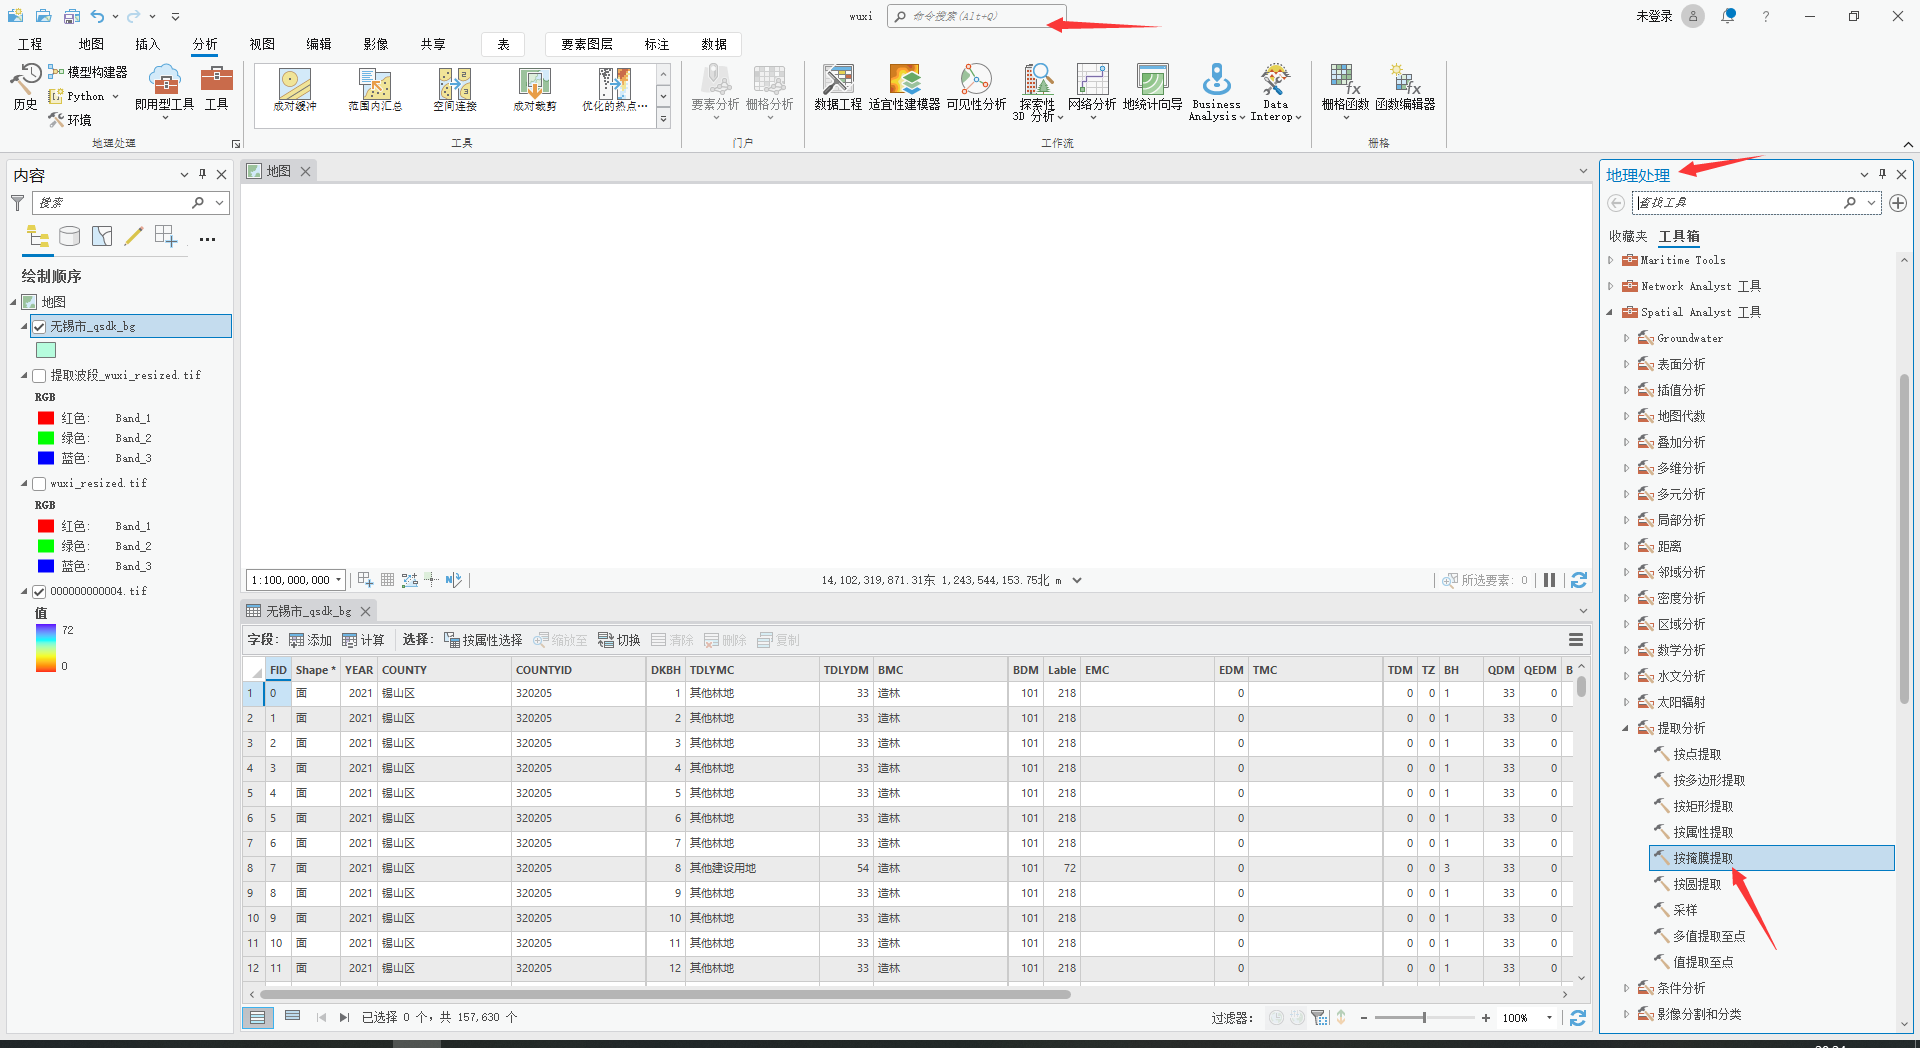 wuxi
命令搜索(Alt+Q)
未登录
?
工程 地图 插入 分析 视图 编辑 影像 共享 表 要素图层 标注 数据
历史
模型构建器
Python
环境
即用型工具
工具
地理处理
成对缓冲
范围内汇总
空间连接
成对裁剪
优化的热点…
工具
要素分析
栅格分析
门户
数据工程
适宜性建模器
可见性分析
探索性
3D 分析
网络分析
地统计向导
Business
Analysis
Data
Interop
工作流
栅格函数
函数编辑器
栅格
内容
搜索
绘制顺序
地图
无锡市_qsdk_bg
提取波段_wuxi_resized.tif
RGB
红色: Band_1
绿色: Band_2
蓝色: Band_3
wuxi_resized.tif
RGB
红色: Band_1
绿色: Band_2
蓝色: Band_3
000000000004.tif
值
72
0
地图
1:100,000,000
14,102,319,871.31东 1,243,544,153.75北 m
所选要素: 0
无锡市_qsdk_bg
字段: 添加 计算 选择: 按属性选择 缩放至 切换 清除 删除 复制
FID Shape * YEAR COUNTY COUNTYID DKBH TDLYMC TDLYDM BMC BDM Lable EMC EDM TMC TDM TZ BH QDM QEDM B
1 0 面 2021 锡山区 320205 1 其他林地 33 造林 101 218 0 0 0 1 33 0
2 1 面 2021 锡山区 320205 2 其他林地 33 造林 101 218 0 0 0 1 33 0
3 2 面 2021 锡山区 320205 3 其他林地 33 造林 101 218 0 0 0 1 33 0
4 3 面 2021 锡山区 320205 4 其他林地 33 造林 101 218 0 0 0 1 33 0
5 4 面 2021 锡山区 320205 5 其他林地 33 造林 101 218 0 0 0 1 33 0
6 5 面 2021 锡山区 320205 6 其他林地 33 造林 101 218 0 0 0 1 33 0
7 6 面 2021 锡山区 320205 7 其他林地 33 造林 101 218 0 0 0 1 33 0
8 7 面 2021 锡山区 320205 8 其他建设用地 54 造林 101 72 0 0 0 3 33 0
9 8 面 2021 锡山区 320205 9 其他林地 33 造林 101 218 0 0 0 1 33 0
10 9 面 2021 锡山区 320205 10 其他林地 33 造林 101 218 0 0 0 1 33 0
11 10 面 2021 锡山区 320205 11 其他林地 33 造林 101 218 0 0 0 1 33 0
12 11 面 2021 锡山区 320205 12 其他林地 33 造林 101 218 0 0 0 1 33 0
已选择 0 个, 共 157,630 个
过滤器:
100%
地理处理
查找工具
收藏夹 工具箱
Maritime Tools
Network Analyst 工具
Spatial Analyst 工具
Groundwater
表面分析
插值分析
地图代数
叠加分析
多维分析
多元分析
局部分析
距离
邻域分析
密度分析
区域分析
数学分析
水文分析
太阳辐射
提取分析
按点提取
按多边形提取
按矩形提取
按属性提取
按掩膜提取
按圆提取
采样
多值提取至点
值提取至点
条件分析
影像分割和分类